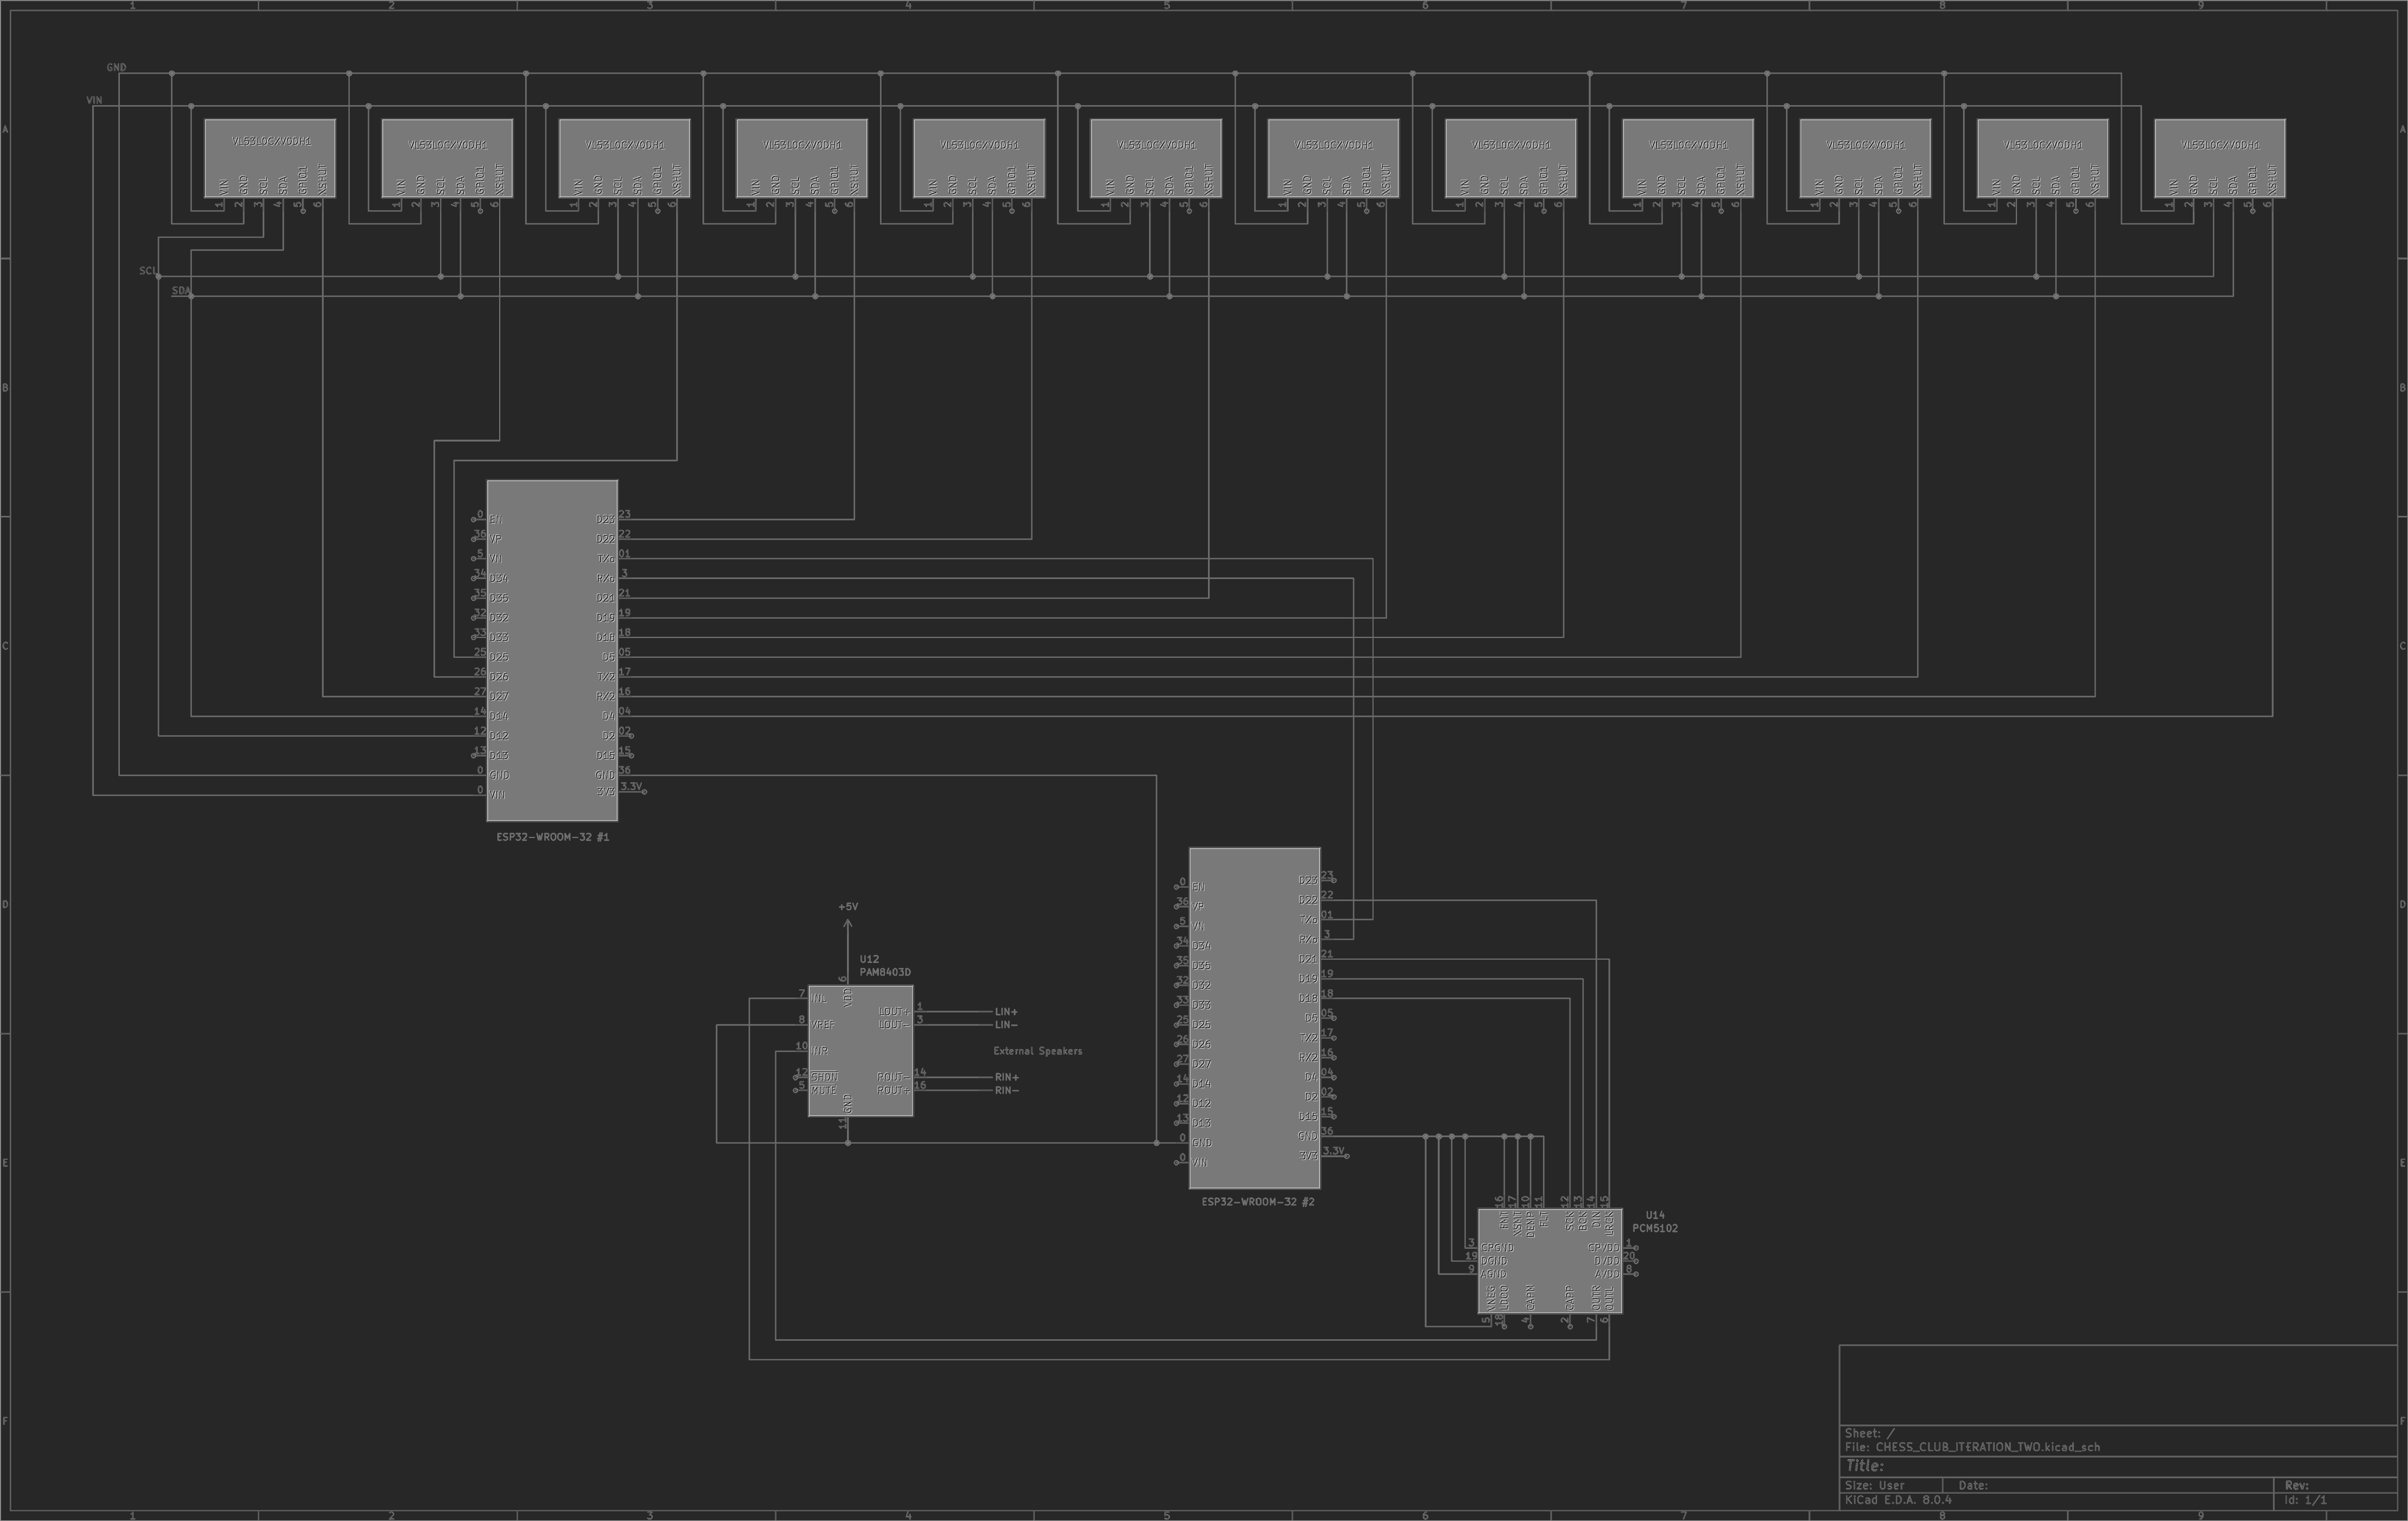 1 2 3 4 5 6 7 8 9
GND
VIN
A A
VL53L0CXV0DH1 VL53L0CXV0DH1 VL53L0CXV0DH1 VL53L0CXV0DH1 VL53L0CXV0DH1 VL53L0CXV0DH1 VL53L0CXV0DH1 VL53L0CXV0DH1 VL53L0CXV0DH1 VL53L0CXV0DH1 VL53L0CXV0DH1 VL53L0CXV0DH1
VIN GND SCL SDA GPIO1 XSHUT VIN GND SCL SDA GPIO1 XSHUT VIN GND SCL SDA GPIO1 XSHUT VIN GND SCL SDA GPIO1 XSHUT VIN GND SCL SDA GPIO1 XSHUT VIN GND SCL SDA GPIO1 XSHUT VIN GND SCL SDA GPIO1 XSHUT VIN GND SCL SDA GPIO1 XSHUT VIN GND SCL SDA GPIO1 XSHUT VIN GND SCL SDA GPIO1 XSHUT VIN GND SCL SDA GPIO1 XSHUT VIN GND SCL SDA GPIO1 XSHUT
1 2 3 4 5 6 1 2 3 4 5 6 1 2 3 4 5 6 1 2 3 4 5 6 1 2 3 4 5 6 1 2 3 4 5 6 1 2 3 4 5 6 1 2 3 4 5 6 1 2 3 4 5 6 1 2 3 4 5 6 1 2 3 4 5 6 1 2 3 4 5 6
SCL
SDA
B B
0 EN D23 23
36 VP D22 22
5 VN TX0 01
34 D34 RX0 3
35 D35 D21 21
32 D32 D19 19
33 D33 D18 18
C C
25 D25 D5 05
26 D26 TX2 17
27 D27 RX2 16
14 D14 D4 04
12 D12 D2 02
13 D13 D15 15
0 GND GND 36
0 VIN 3V3 3.3V
ESP32-WROOM-32 #1
D D
0 EN D23 23
36 VP D22 22
5 VN TX0 01
34 D34 RX0 3
35 D35 D21 21
32 D32 D19 19
33 D33 D18 18
25 D25 D5 05
26 D26 TX2 17
27 D27 RX2 16
14 D14 D4 04
12 D12 D2 02
13 D13 D15 15
0 GND GND 36
0 VIN 3V3 3.3V
ESP32-WROOM-32 #2
+5V
U12
PAM8403D
6 VDD
7 INL LOUT+ 1 LIN+
8 VREF LOUT- 3 LIN-
10 INR External Speakers
12 SHDN ROUT- 14 RIN+
5 MUTE ROUT+ 16 RIN-
GND 11
E E
16 17 10 11 12 13 14 15
FMT XSMT DEMP FLT SCK BCK DIN LRCK
U14
PCM5102
3 CPGND CPVDD 1
19 DGND DVDD 20
9 AGND AVDD 8
VREG LDOO CAPN CAPP OUTR OUTL
5 18 4 2 7 6
F F
Sheet: /
File: CHESS_CLUB_ITERATION_TWO.kicad_sch
Title:
Size: User Date: Rev:
KiCad E.D.A. 8.0.4 Id: 1/1
1 2 3 4 5 6 7 8 9